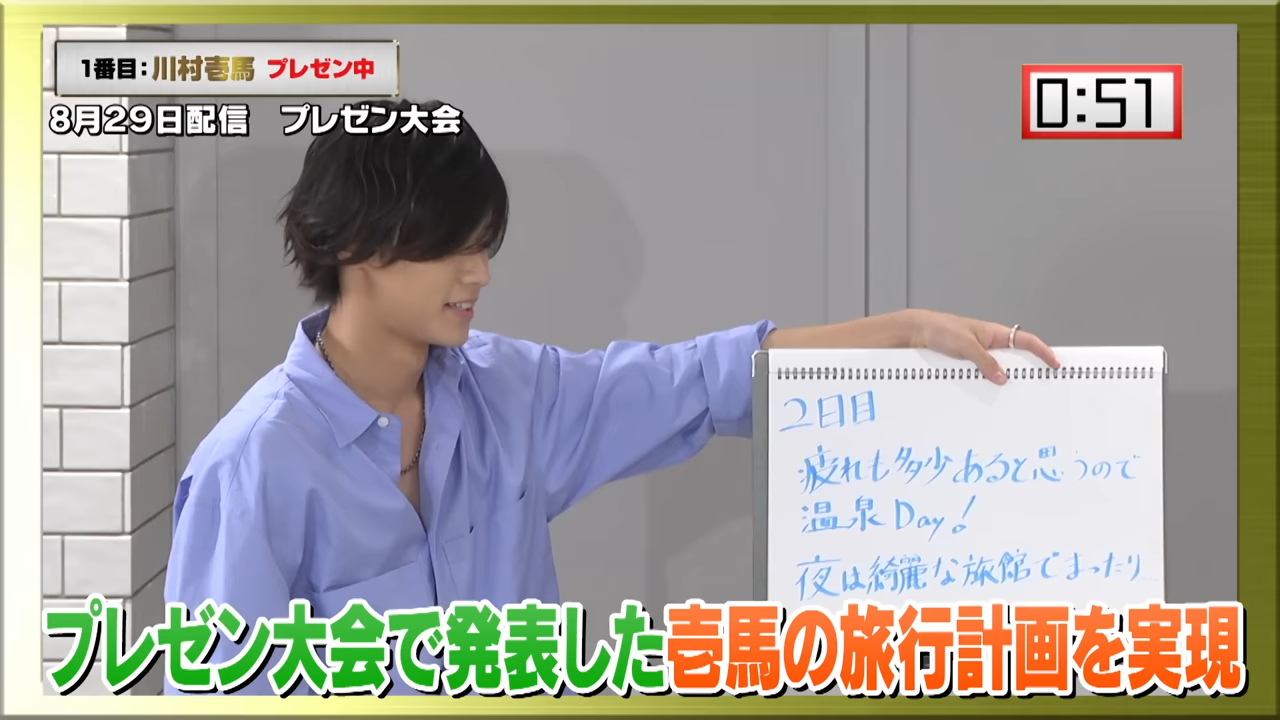 1番目：川村壱馬 プレゼン中
8月29日配信　プレゼン大会
0:51
2日目
疲れも多少あると思うので
温泉Day!
夜は綺麗な旅館でまったり
プレゼン大会で発表した壱馬の旅行計画を実現